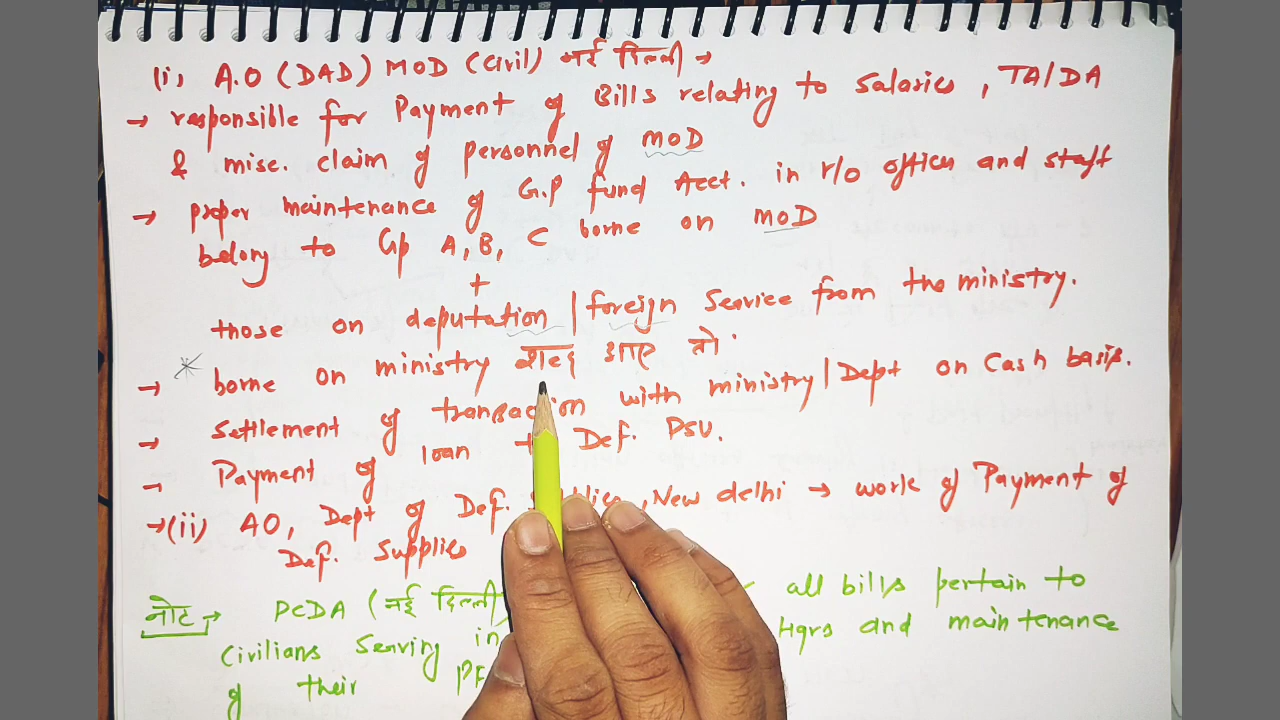 (i) A.O (DAD) MOD (Civil) नई दिल्ली →
→ responsible for Payment of Bills relating to salaries, TA/DA
& misc. claim of personnel of MOD
→ proper maintenance of G.P fund Acct. in r/o officers and staff
belong to Gp A, B, C borne on MOD
+
those on deputation / foreign service from the ministry.
→ borne on ministry शब्द आए तो.
→ Settlement of transaction with ministry / Dept on Cash basis.
→ Payment of loan Def. PSU.
→ (ii) AO, Dept of Def. New delhi → work of Payment of
Def. supplies
नोट → PCDA (नई दिल्ली) all bills pertain to
Civilians Serving in Hqrs and maintenance
of their